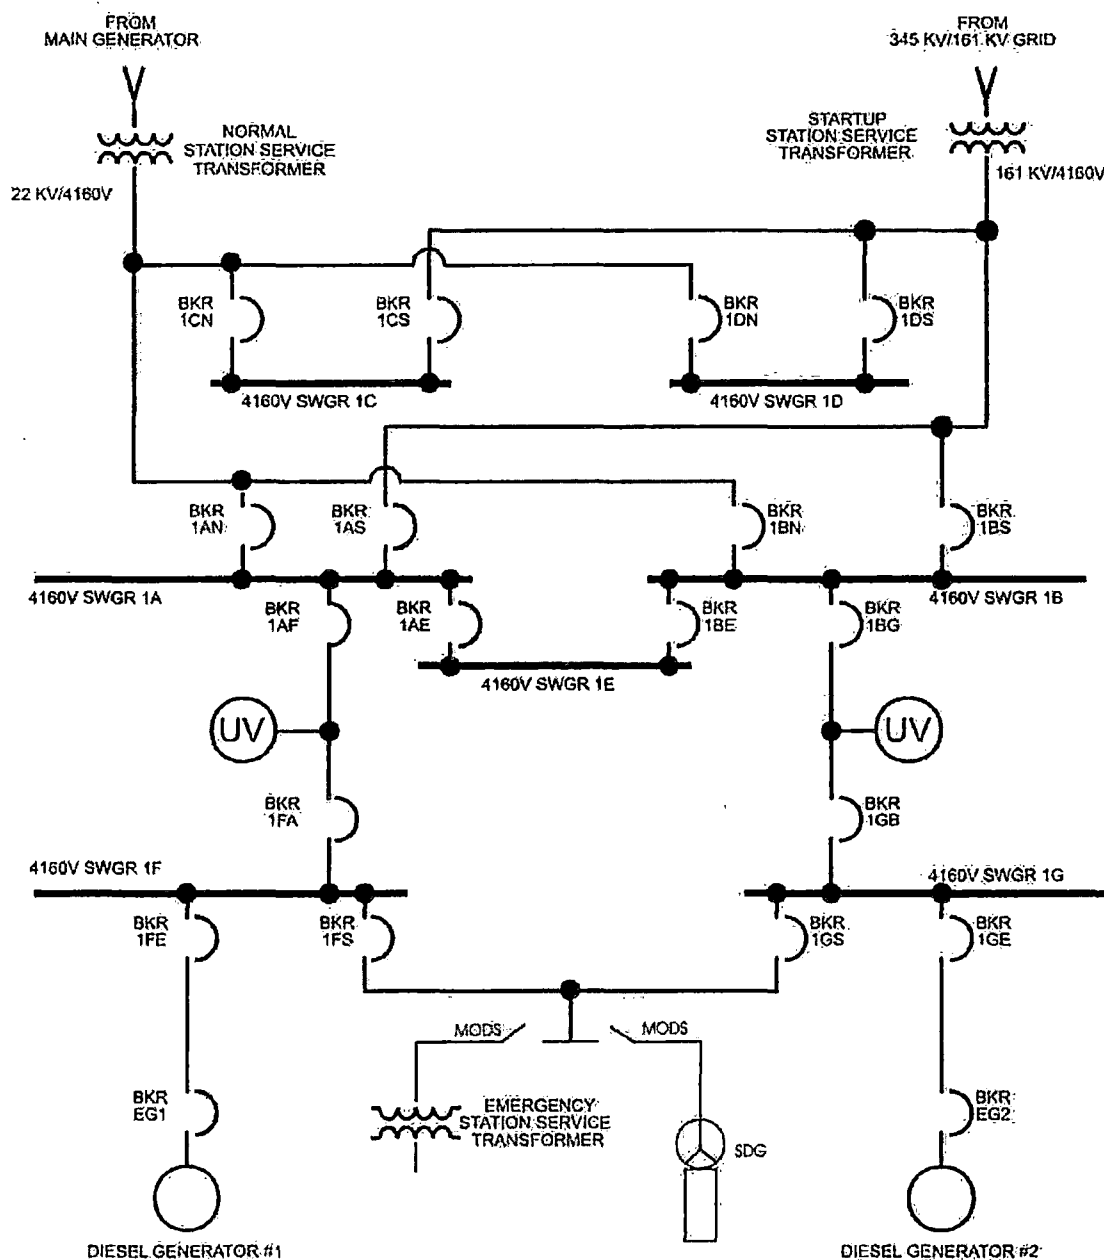 FROM
MAIN GENERATOR
FROM
345 KV/161 KV GRID
NORMAL
STATION SERVICE
TRANSFORMER
STARTUP
STATION SERVICE
TRANSFORMER
22 KV/4160V
161 KV/4160V
BKR
1CN
BKR
1CS
BKR
1DN
BKR
1DS
4160V SWGR 1C
4160V SWGR 1D
BKR
1AN
BKR
1AS
BKR
1BN
BKR
1BS
4160V SWGR 1A
4160V SWGR 1B
BKR
1AF
BKR
1AE
BKR
1BE
BKR
1BG
4160V SWGR 1E
UV
UV
BKR
1FA
BKR
1GB
4160V SWGR 1F
4160V SWGR 1G
BKR
1FE
BKR
1FS
BKR
1GS
BKR
1GE
MODS
MODS
BKR
EG1
EMERGENCY
STATION SERVICE
TRANSFORMER
SDG
BKR
EG2
DIESEL GENERATOR #1
DIESEL GENERATOR #2